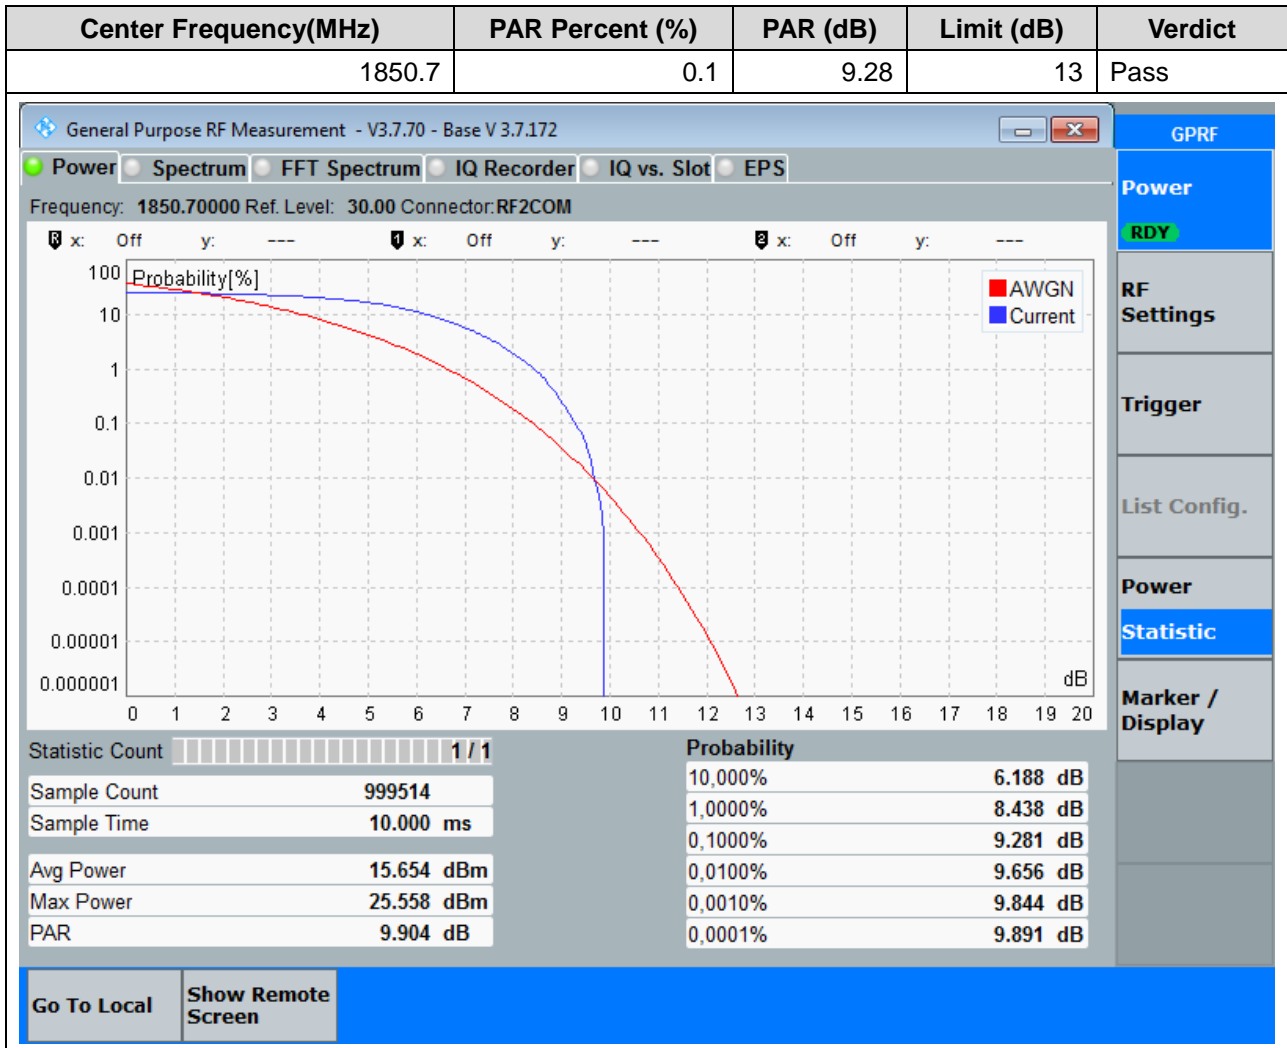 Center Frequency(MHz) PAR Percent (%) PAR (dB) Limit (dB) Verdict
1850.7 0.1 9.28 13 Pass
General Purpose RF Measurement - V3.7.70 - Base V 3.7.172
GPRF
Power Spectrum FFT Spectrum IQ Recorder IQ vs. Slot EPS
Power
RDY
Frequency: 1850.70000 Ref. Level: 30.00 Connector:RF2COM
R x: Off y: --- 1 x: Off y: --- 2 x: Off y: ---
Probability[%]
AWGN
Current
100
10
1
0.1
0.01
0.001
0.0001
0.00001
0.000001
dB
0 1 2 3 4 5 6 7 8 9 10 11 12 13 14 15 16 17 18 19 20
RF
Settings
Trigger
List Config.
Power
Statistic
Marker /
Display
Statistic Count 1 / 1
Sample Count 999514
Sample Time 10.000 ms
Avg Power 15.654 dBm
Max Power 25.558 dBm
PAR 9.904 dB
Probability
10,000% 6.188 dB
1,0000% 8.438 dB
0,1000% 9.281 dB
0,0100% 9.656 dB
0,0010% 9.844 dB
0,0001% 9.891 dB
Go To Local
Show Remote
Screen